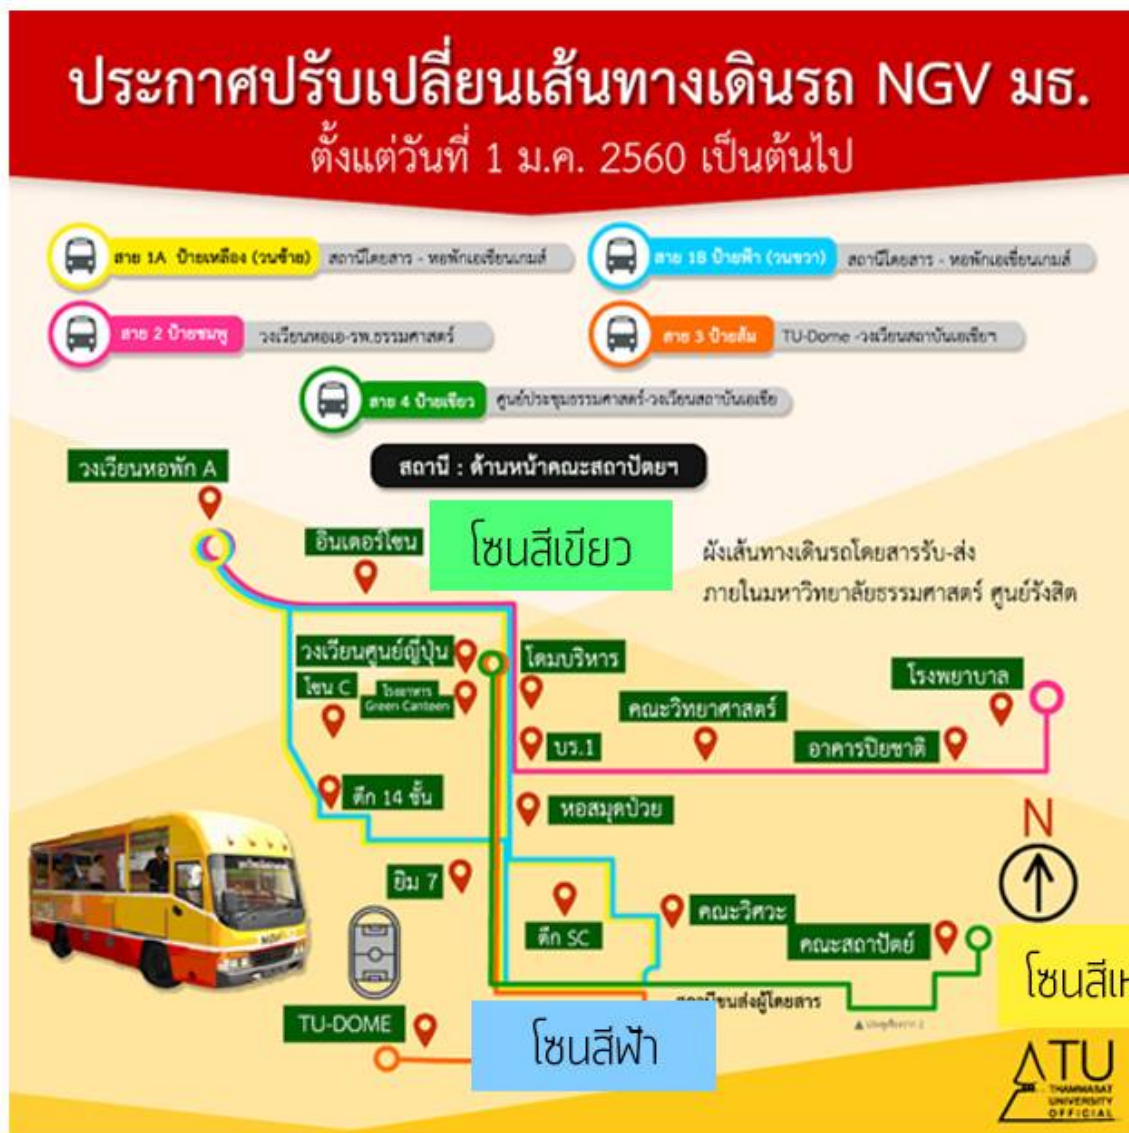 ประกาศปรับเปลี่ยนเส้นทางเดินรถ NGV มธ.
ตั้งแต่วันที่ 1 ม.ค. 2560 เป็นต้นไป
สาย 1A ป้ายเหลือง (วนซ้าย) สถานีโดยสาร - หอพักเอเชียนเกมส์
สาย 1B ป้ายฟ้า (วนขวา) สถานีโดยสาร - หอพักเอเชี่ยนเกมส์
สาย 2 ป้ายชมพู วงเวียนหอเอ-รพ.ธรรมศาสตร์
สาย 3 ป้ายส้ม TU-Dome -วงเวียนสถาบันเอเชียฯ
สาย 4 ป้ายเขียว ศูนย์ประชุมธรรมศาสตร์-วงเวียนสถาบันเอเชีย
วงเวียนหอพัก A
สถานี : ด้านหน้าคณะสถาปัตยฯ
อินเตอร์โซน
โซนสีเขียว
ผังเส้นทางเดินรถโดยสารรับ-ส่ง
ภายในมหาวิทยาลัยธรรมศาสตร์ ศูนย์รังสิต
วงเวียนศูนย์ญี่ปุ่น
โดมบริหาร
โรงพยาบาล
โซน C
โรงอาหาร
Green Canteen
คณะวิทยาศาสตร์
บร.1
อาคารปิยชาติ
ตึก 14 ชั้น
หอสมุดป๋วย
N
ยิม 7
ตึก SC
คณะวิศวะ
คณะสถาปัตย์
โซนสีเห
ขนส่งผู้โดยสาร
TU-DOME
โซนสีฟ้า
TU
THAMMASAT
UNIVERSITY
OFFICIAL